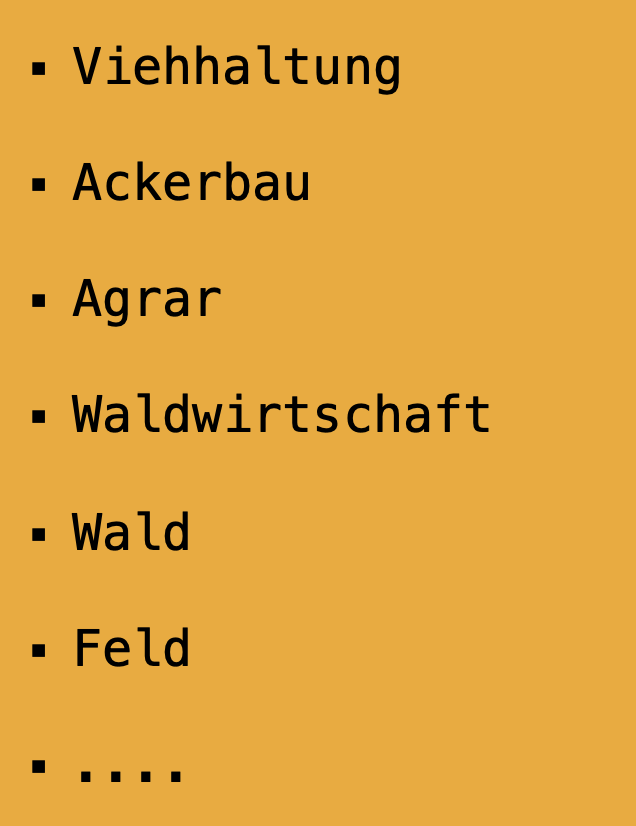 ▪ Viehhaltung
▪ Ackerbau
▪ Agrar
▪ Waldwirtschaft
▪ Wald
▪ Feld
▪ ....